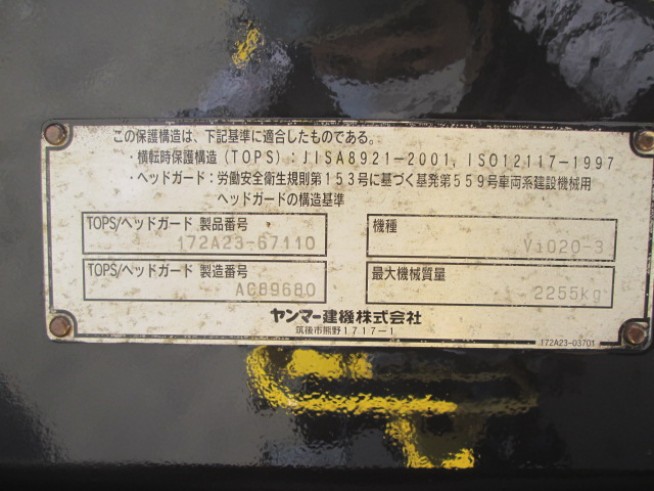 この保護構造は、下記基準に適合したものである。
・横転時保護構造(TOPS):JISA8921-2001, ISO12117-1997
・ヘッドガード:労働安全衛生規則第153号に基づく基発第559号車両系建設機械用
ヘッドガードの構造基準
TOPS/ヘッドガード 製品番号
172A23-67110
機種
ViO20-3
TOPS/ヘッドガード 製造番号
AC89680
最大機械質量
2255kg
ヤンマー建機株式会社
筑後市熊野1717-1
172A23-03701